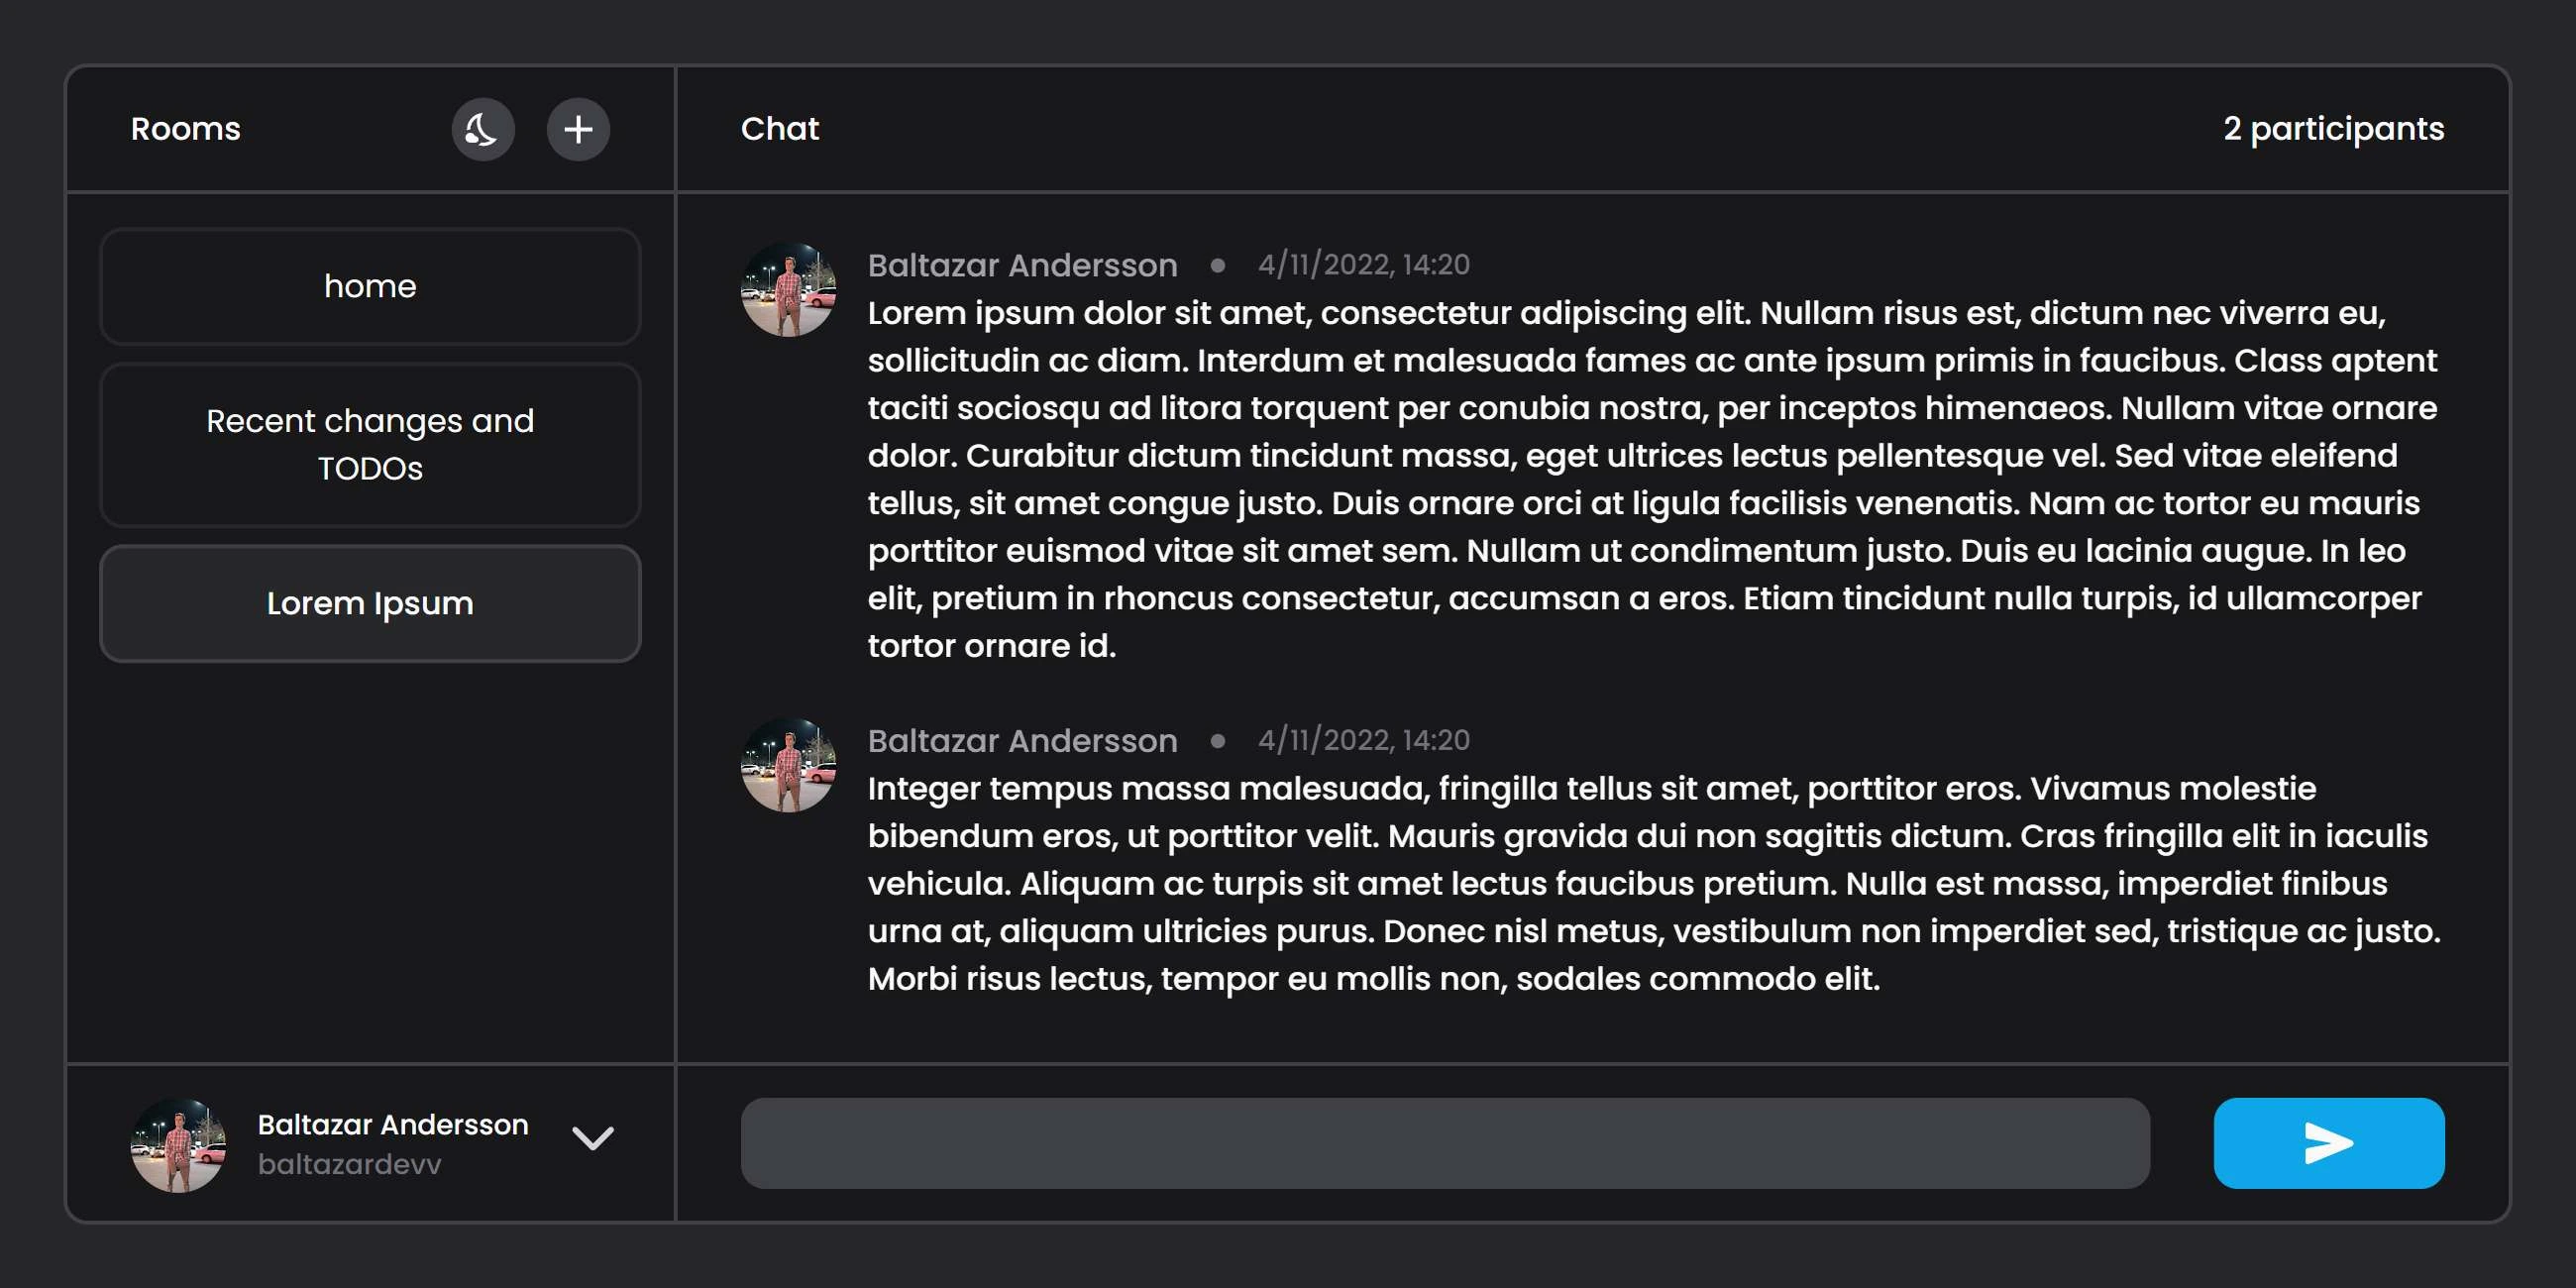 Rooms
Chat
2 participants
home
Recent changes and
TODOs
Lorem Ipsum
Baltazar Andersson
4/11/2022, 14:20
Lorem ipsum dolor sit amet, consectetur adipiscing elit. Nullam risus est, dictum nec viverra eu,
sollicitudin ac diam. Interdum et malesuada fames ac ante ipsum primis in faucibus. Class aptent
taciti sociosqu ad litora torquent per conubia nostra, per inceptos himenaeos. Nullam vitae ornare
dolor. Curabitur dictum tincidunt massa, eget ultrices lectus pellentesque vel. Sed vitae eleifend
tellus, sit amet congue justo. Duis ornare orci at ligula facilisis venenatis. Nam ac tortor eu mauris
porttitor euismod vitae sit amet sem. Nullam ut condimentum justo. Duis eu lacinia augue. In leo
elit, pretium in rhoncus consectetur, accumsan a eros. Etiam tincidunt nulla turpis, id ullamcorper
tortor ornare id.
Baltazar Andersson
4/11/2022, 14:20
Integer tempus massa malesuada, fringilla tellus sit amet, porttitor eros. Vivamus molestie
bibendum eros, ut porttitor velit. Mauris gravida dui non sagittis dictum. Cras fringilla elit in iaculis
vehicula. Aliquam ac turpis sit amet lectus faucibus pretium. Nulla est massa, imperdiet finibus
urna at, aliquam ultricies purus. Donec nisl metus, vestibulum non imperdiet sed, tristique ac justo.
Morbi risus lectus, tempor eu mollis non, sodales commodo elit.
Baltazar Andersson
baltazardevv